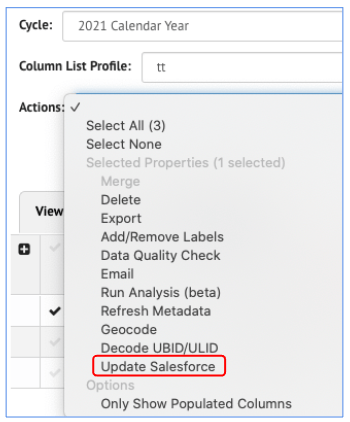 Cycle: 2021 Calendar Year
Column List Profile: tt
Actions: ✓
Select All (3)
Select None
Selected Properties (1 selected)
Merge
Delete
Export
Add/Remove Labels
Data Quality Check
Email
Run Analysis (beta)
Refresh Metadata
Geocode
Decode UBID/ULID
Update Salesforce
Options
Only Show Populated Columns
View